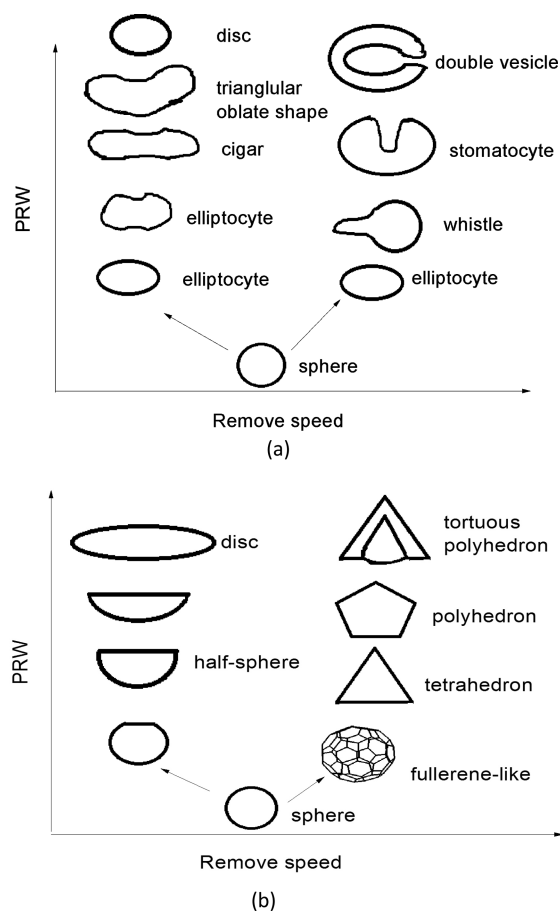 disc
double vesicle
trianglular
oblate shape
cigar
stomatocyte
PRW
elliptocyte
whistle
elliptocyte
elliptocyte
sphere
Remove speed
(a)
disc
tortuous
polyhedron
polyhedron
PRW
half-sphere
tetrahedron
fullerene-like
sphere
Remove speed
(b)